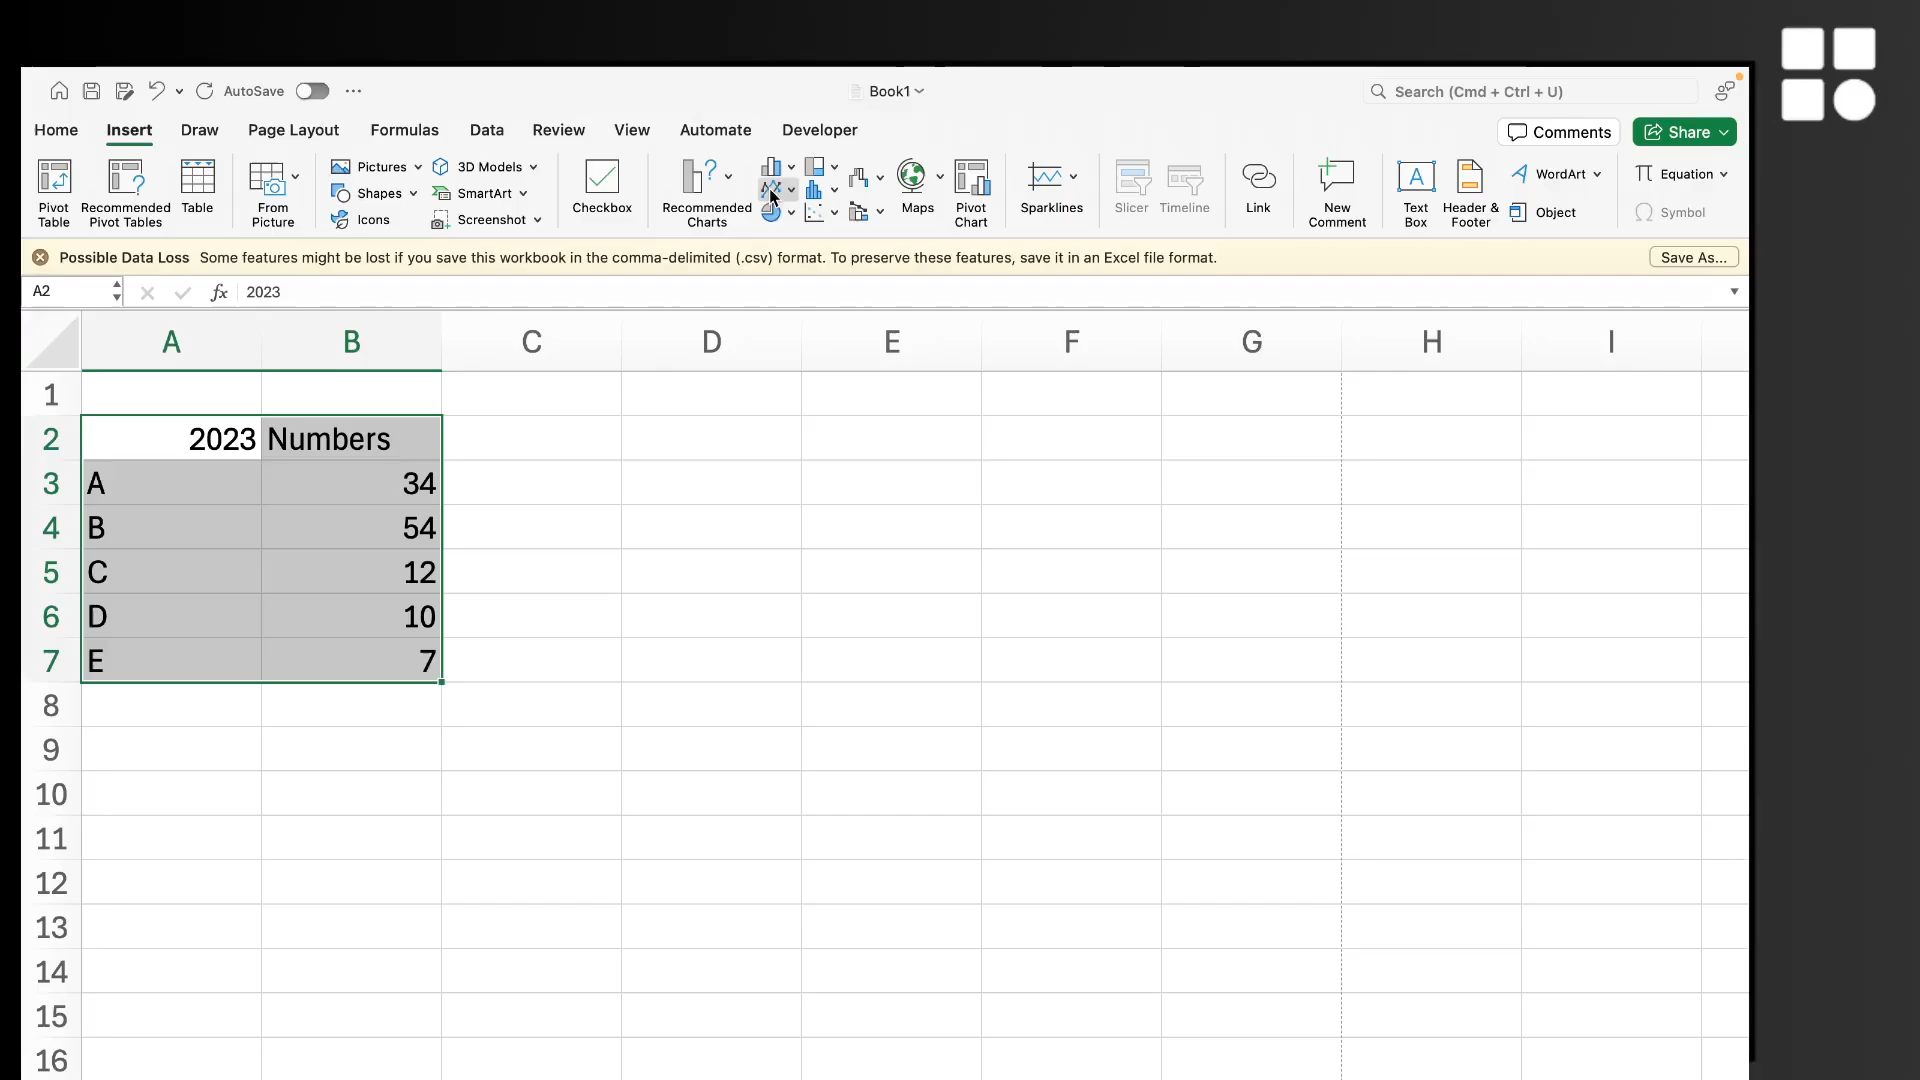 AutoSave
Book1
Search (Cmd + Ctrl + U)
Home Insert Draw Page Layout Formulas Data Review View Automate Developer
Comments Share
Pivot Table
Recommended Pivot Tables
Table
From Picture
Pictures
Shapes
Icons
3D Models
SmartArt
Screenshot
Checkbox
Recommended Charts
Maps
Pivot Chart
Sparklines
Slicer
Timeline
Link
New Comment
Text Box
Header & Footer
WordArt
Object
Equation
Symbol
Possible Data Loss Some features might be lost if you save this workbook in the comma-delimited (.csv) format. To preserve these features, save it in an Excel file format. Save As...
A2 fx 2023
A B C D E F G H I
1
2 2023 Numbers
3 A 34
4 B 54
5 C 12
6 D 10
7 E 7
8
9
10
11
12
13
14
15
16